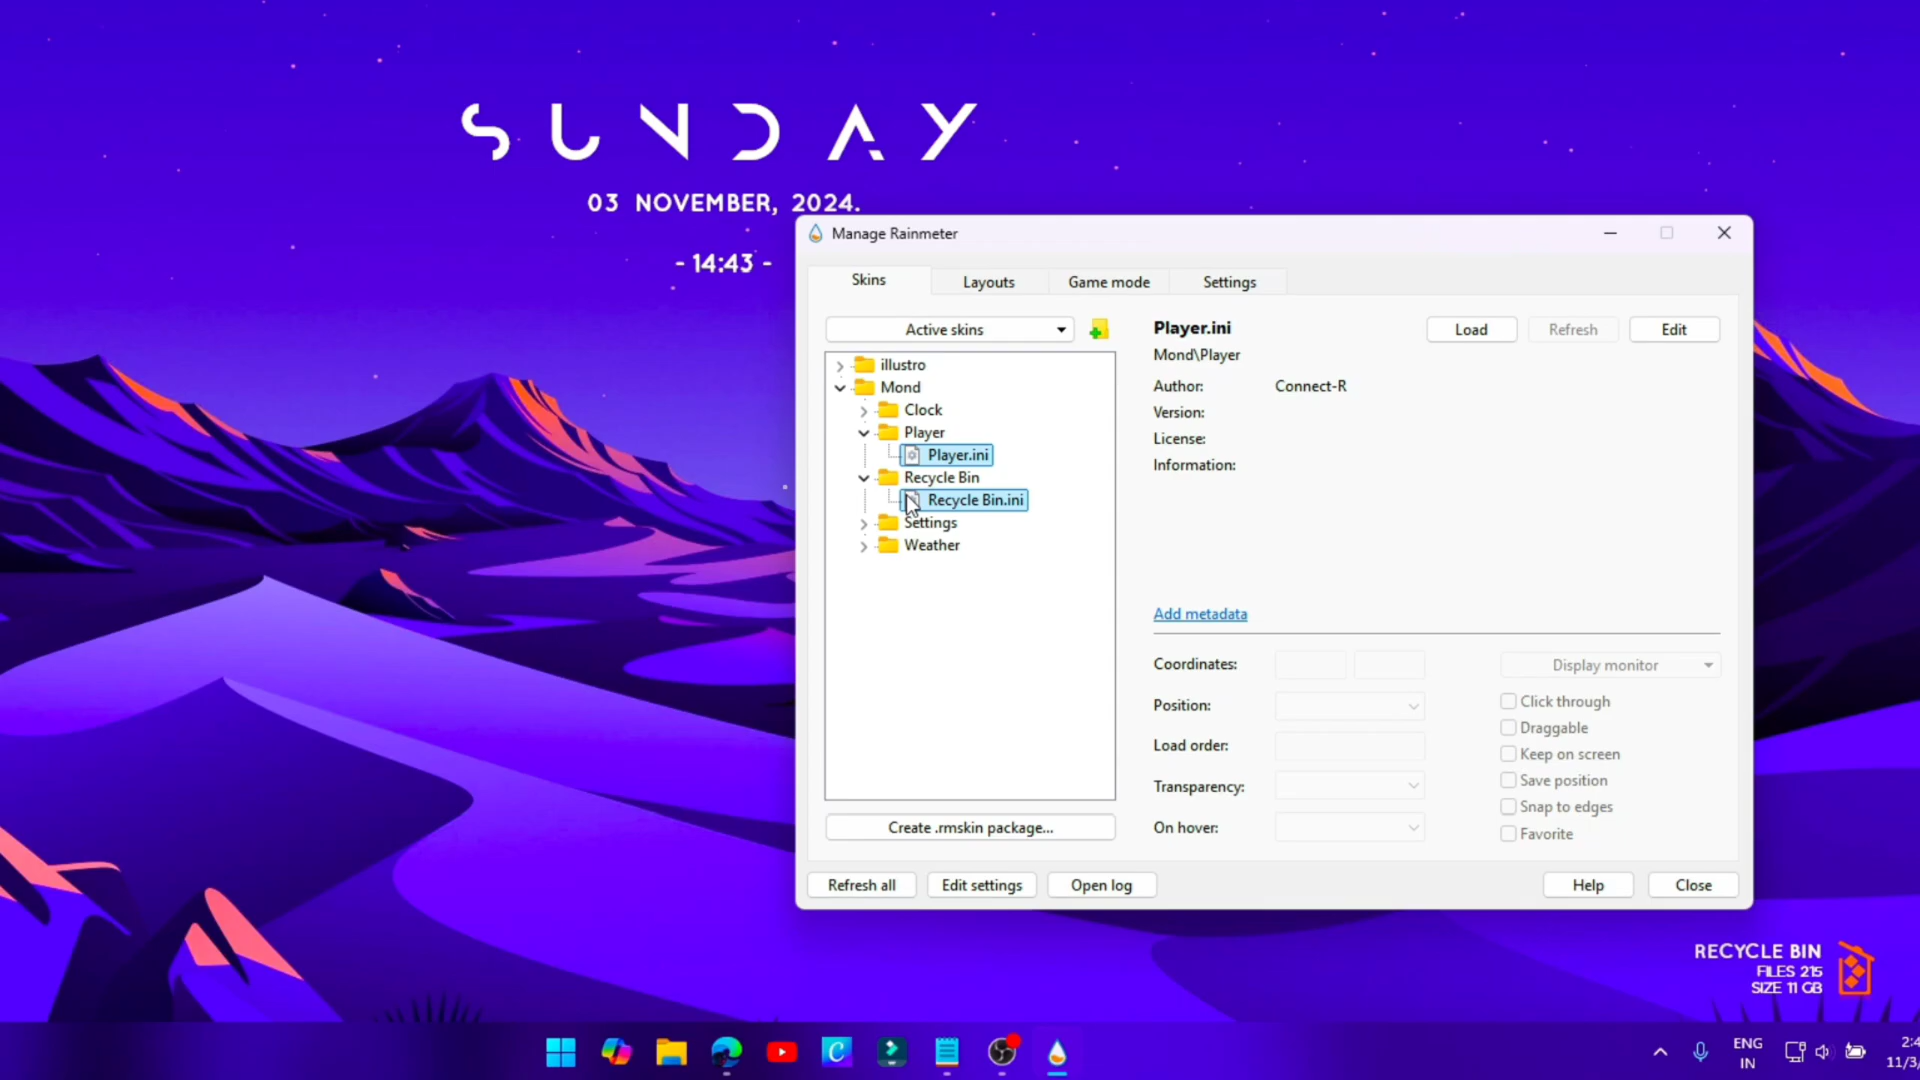 SUNDAY
03 NOVEMBER, 2024.
- 14:43 -
Manage Rainmeter
Skins
Layouts
Game mode
Settings
Active skins
illustro
Mond
Clock
Player
Player.ini
Recycle Bin
Recycle Bin.ini
Settings
Weather
Create .rmskin package...
Player.ini
Mond\Player
Load
Refresh
Edit
Author: Connect-R
Version:
License:
Information:
Add metadata
Coordinates:
Position:
Load order:
Transparency:
On hover:
Display monitor
Click through
Draggable
Keep on screen
Save position
Snap to edges
Favorite
Refresh all
Edit settings
Open log
Help
Close
RECYCLE BIN
FILES 215
SIZE 11 GB
C
ENG
IN
2:4
11/3/